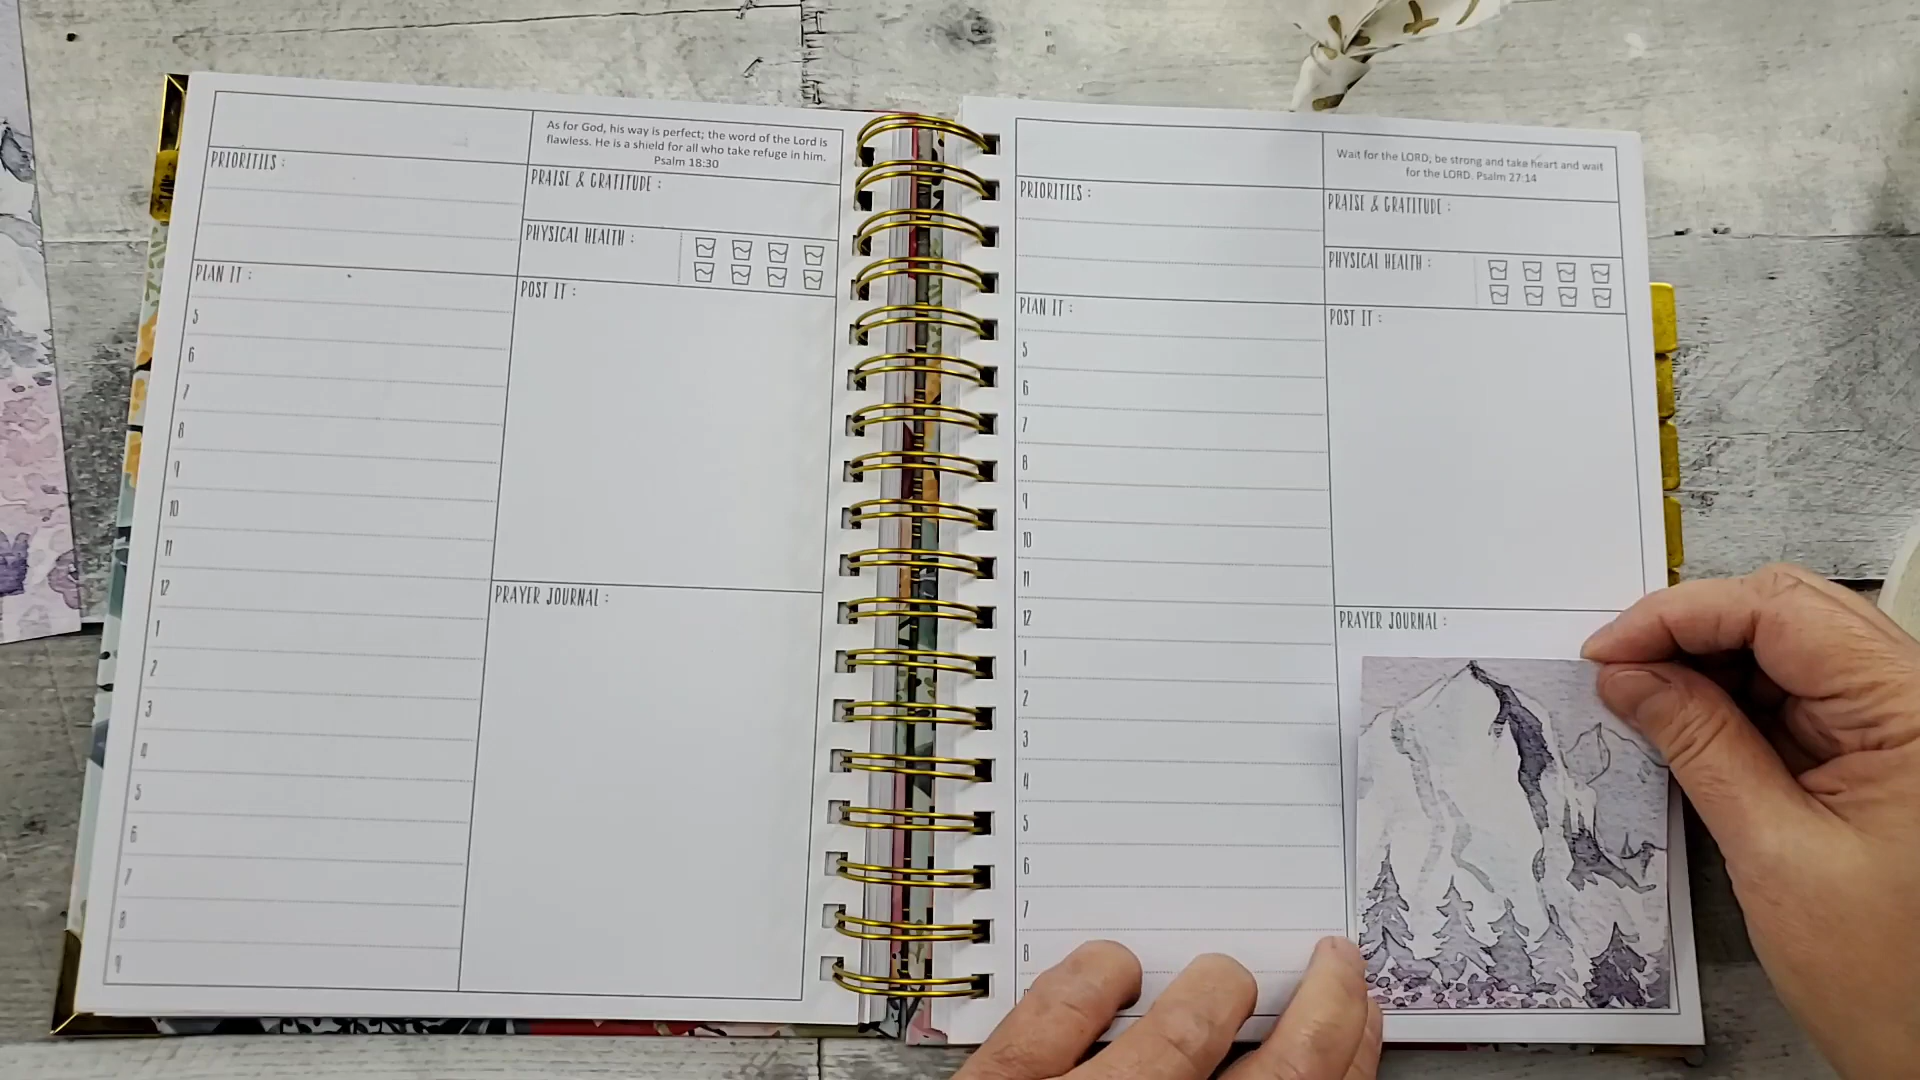 As for God, his way is perfect; the word of the Lord is
flawless. He is a shield for all who take refuge in him.
Psalm 18:30
PRIORITIES :
PRAISE & GRATITUDE :
PHYSICAL HEALTH :
PLAN IT :
POST IT :
5
6
7
8
9
10
11
12
1
2
3
4
5
6
7
8
9
PRAYER JOURNAL :
Wait for the LORD; be strong and take heart and wait
for the LORD. Psalm 27:14
PRIORITIES :
PRAISE & GRATITUDE :
PHYSICAL HEALTH :
PLAN IT :
POST IT :
5
6
7
8
9
10
11
12
1
2
3
4
5
6
7
8
PRAYER JOURNAL :